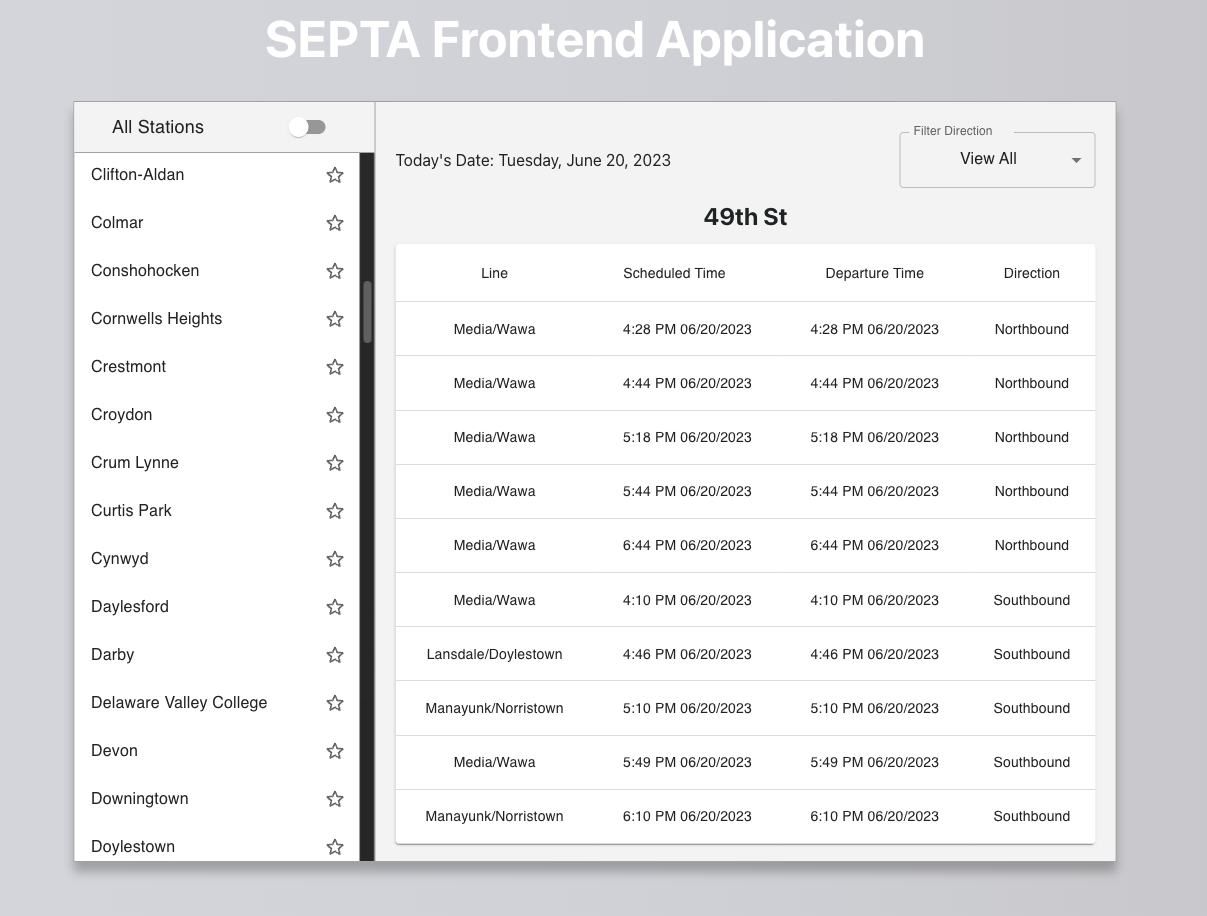 SEPTA Frontend Application
All Stations
Clifton-Aldan
Colmar
Conshohocken
Cornwells Heights
Crestmont
Croydon
Crum Lynne
Curtis Park
Cynwyd
Daylesford
Darby
Delaware Valley College
Devon
Downingtown
Doylestown
Today's Date: Tuesday, June 20, 2023
Filter Direction
View All
49th St
Line Scheduled Time Departure Time Direction
Media/Wawa 4:28 PM 06/20/2023 4:28 PM 06/20/2023 Northbound
Media/Wawa 4:44 PM 06/20/2023 4:44 PM 06/20/2023 Northbound
Media/Wawa 5:18 PM 06/20/2023 5:18 PM 06/20/2023 Northbound
Media/Wawa 5:44 PM 06/20/2023 5:44 PM 06/20/2023 Northbound
Media/Wawa 6:44 PM 06/20/2023 6:44 PM 06/20/2023 Northbound
Media/Wawa 4:10 PM 06/20/2023 4:10 PM 06/20/2023 Southbound
Lansdale/Doylestown 4:46 PM 06/20/2023 4:46 PM 06/20/2023 Southbound
Manayunk/Norristown 5:10 PM 06/20/2023 5:10 PM 06/20/2023 Southbound
Media/Wawa 5:49 PM 06/20/2023 5:49 PM 06/20/2023 Southbound
Manayunk/Norristown 6:10 PM 06/20/2023 6:10 PM 06/20/2023 Southbound